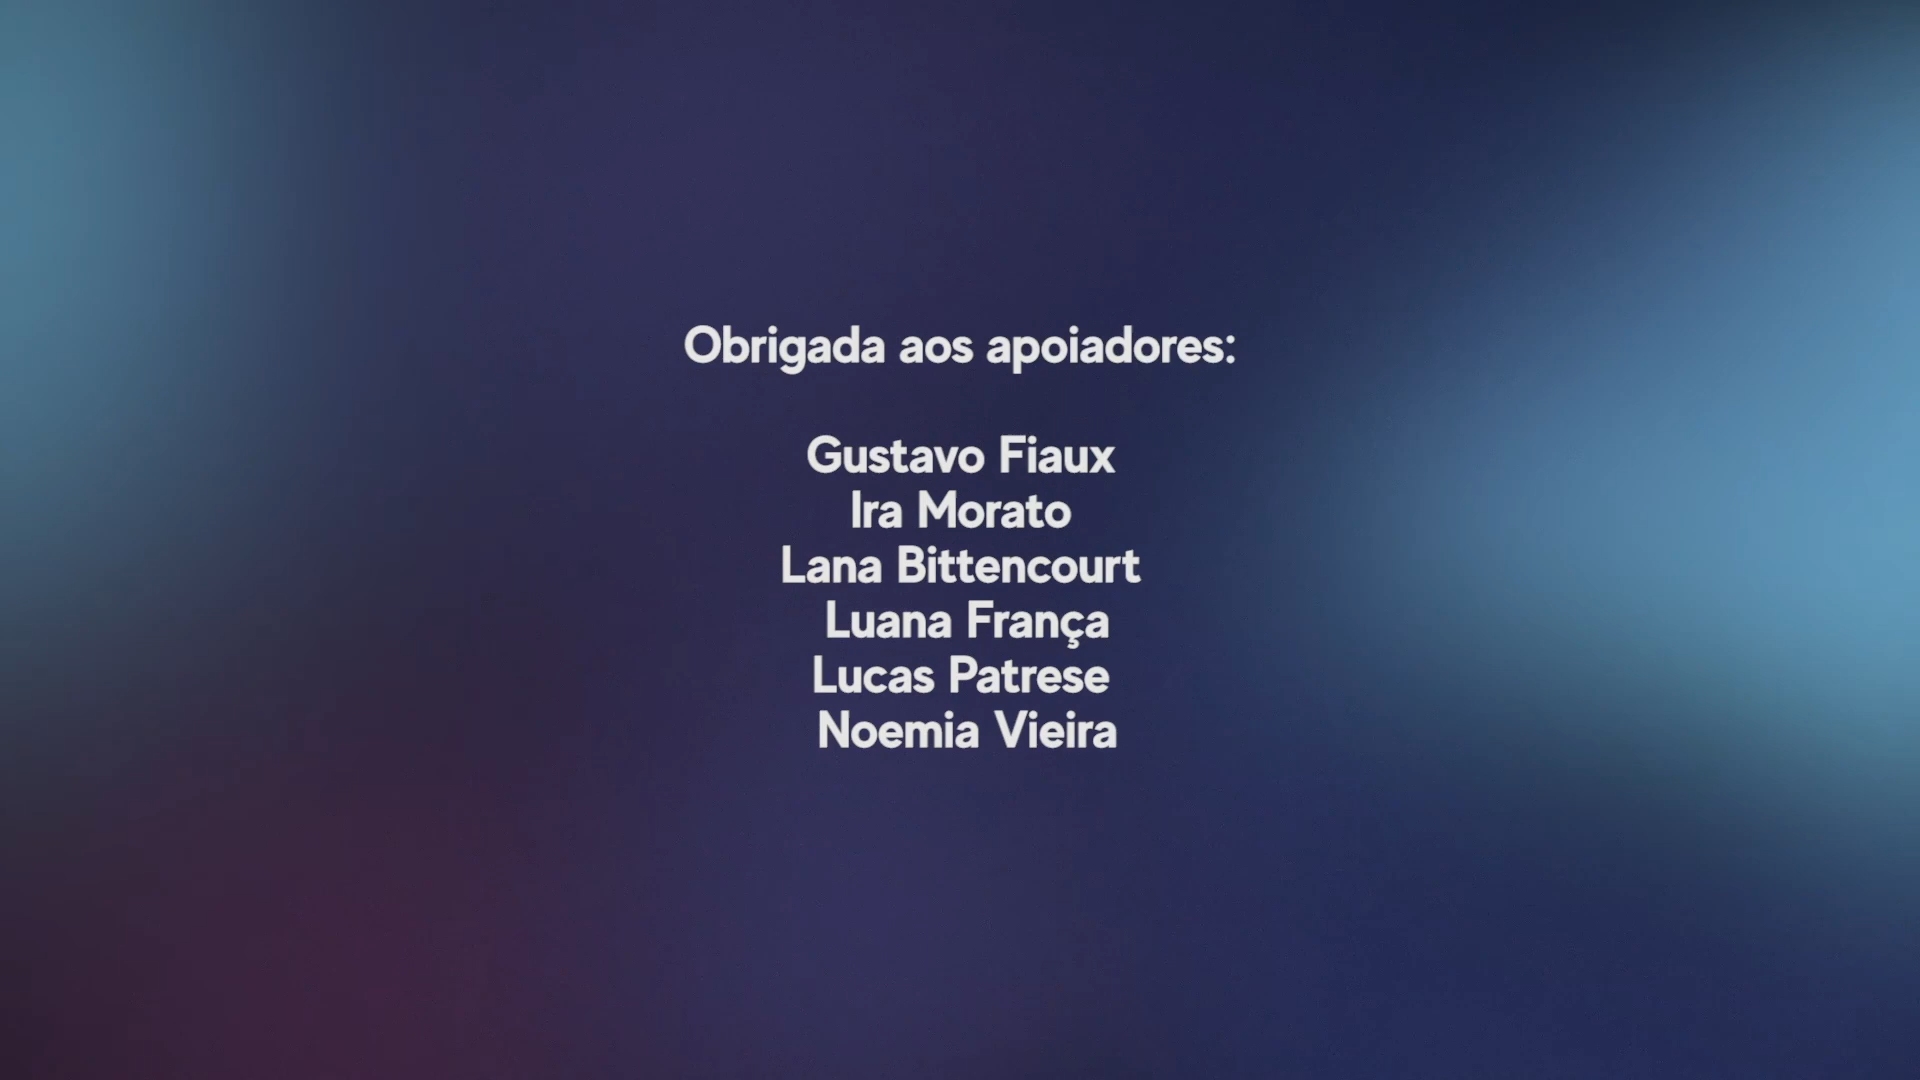 Obrigada aos apoiadores:
Gustavo Fiaux
Ira Morato
Lana Bittencourt
Luana França
Lucas Patrese
Noemia Vieira